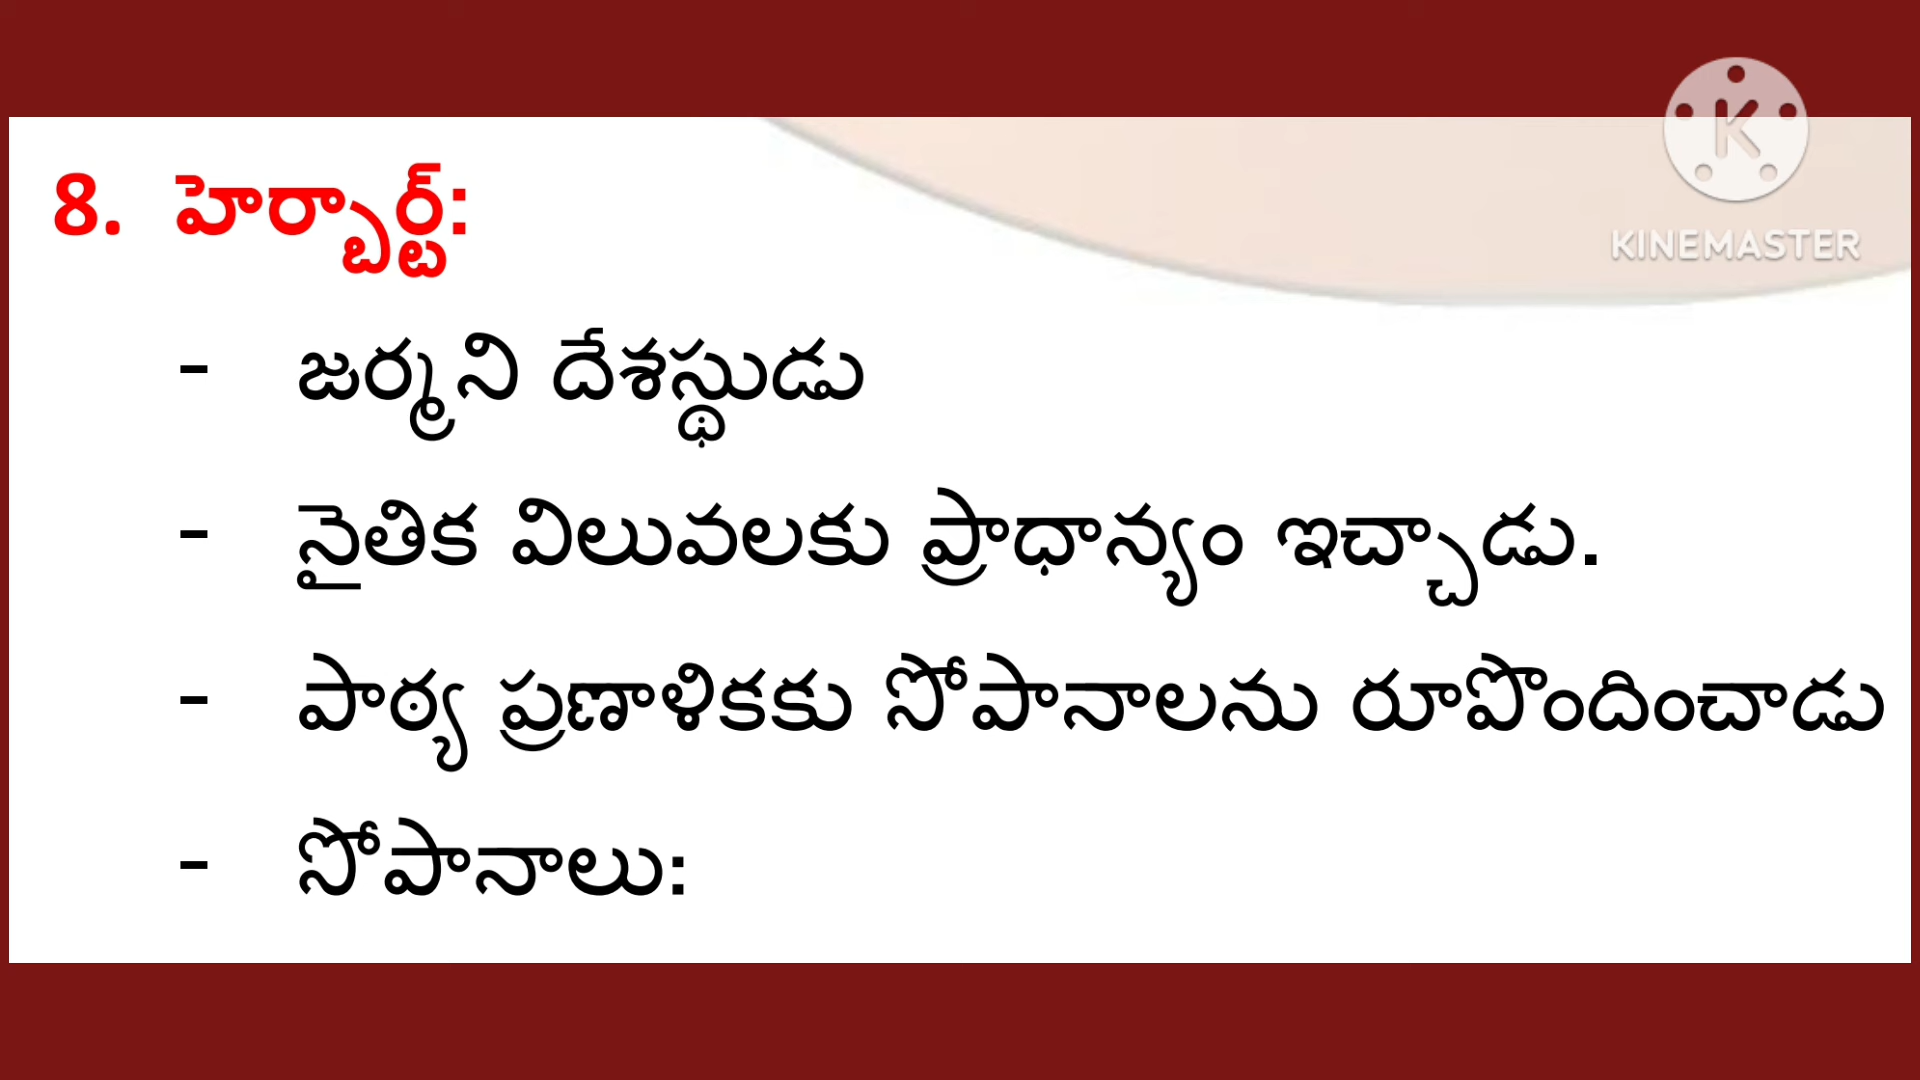 KINEMASTER
8. హెర్బార్ట్:
- జర్మని దేశస్థుడు
- నైతిక విలువలకు ప్రాధాన్యం ఇచ్చాడు.
- పాఠ్య ప్రణాళికకు సోపానాలను రూపొందించాడు
- సోపానాలు: